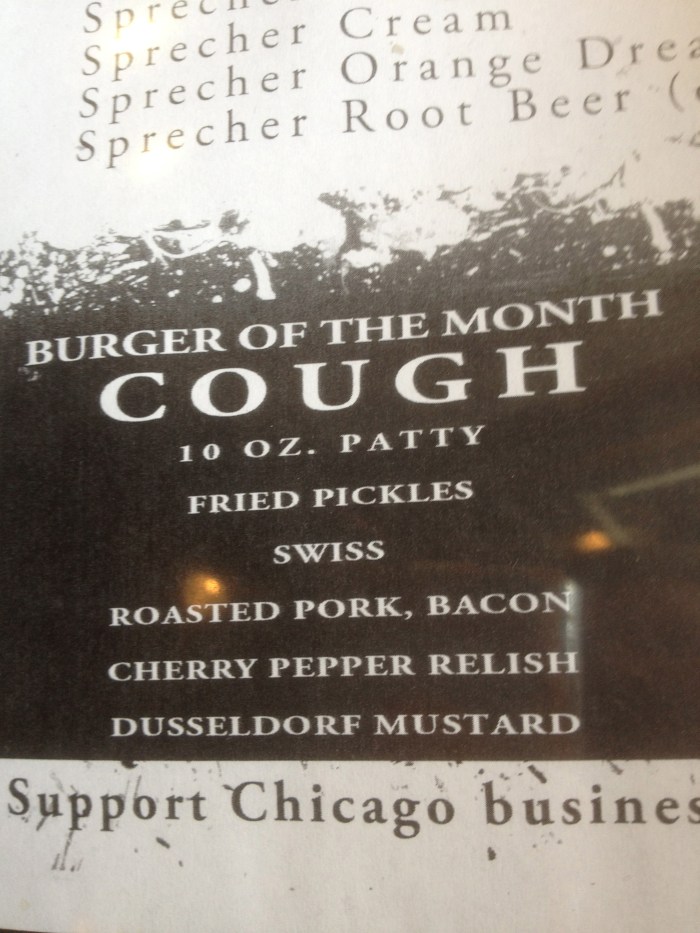 Sprecher Cream
Sprecher Orange
Sprecher Root Beer
BURGER OF THE MONTH
COUGH
10 OZ. PATTY
FRIED PICKLES
SWISS
ROASTED PORK, BACON
CHERRY PEPPER RELISH
DUSSELDORF MUSTARD
Support Chicago